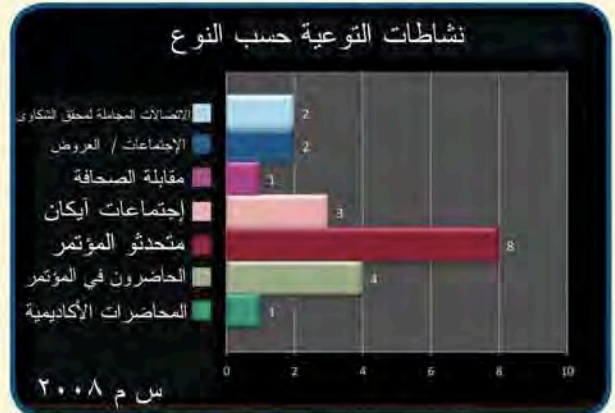 نشاطات التوعية حسب النوع
الاتصالات المجاملة لمحقق الشكاوى
2
الإجتماعات / العروض
2
مقابلة الصحافة
1
إجتماعات آيكان
3
متحدثو المؤتمر
8
الحاضرون في المؤتمر
4
المحاضرات الأكاديمية
1
0 2 4 6 8 10
س م ٢٠٠٨